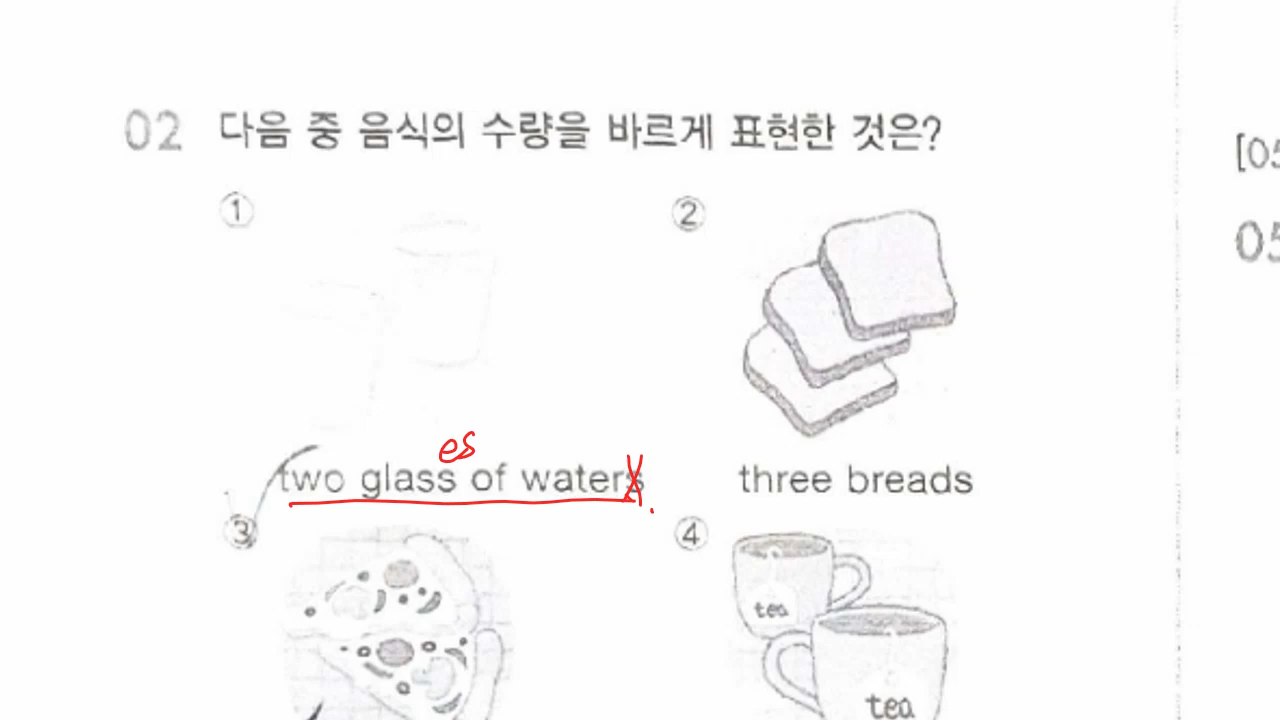 02 다음 중 음식의 수량을 바르게 표현한 것은?
①
②
es
two glass of waters
three breads
③
④
tea
tea
[05
05